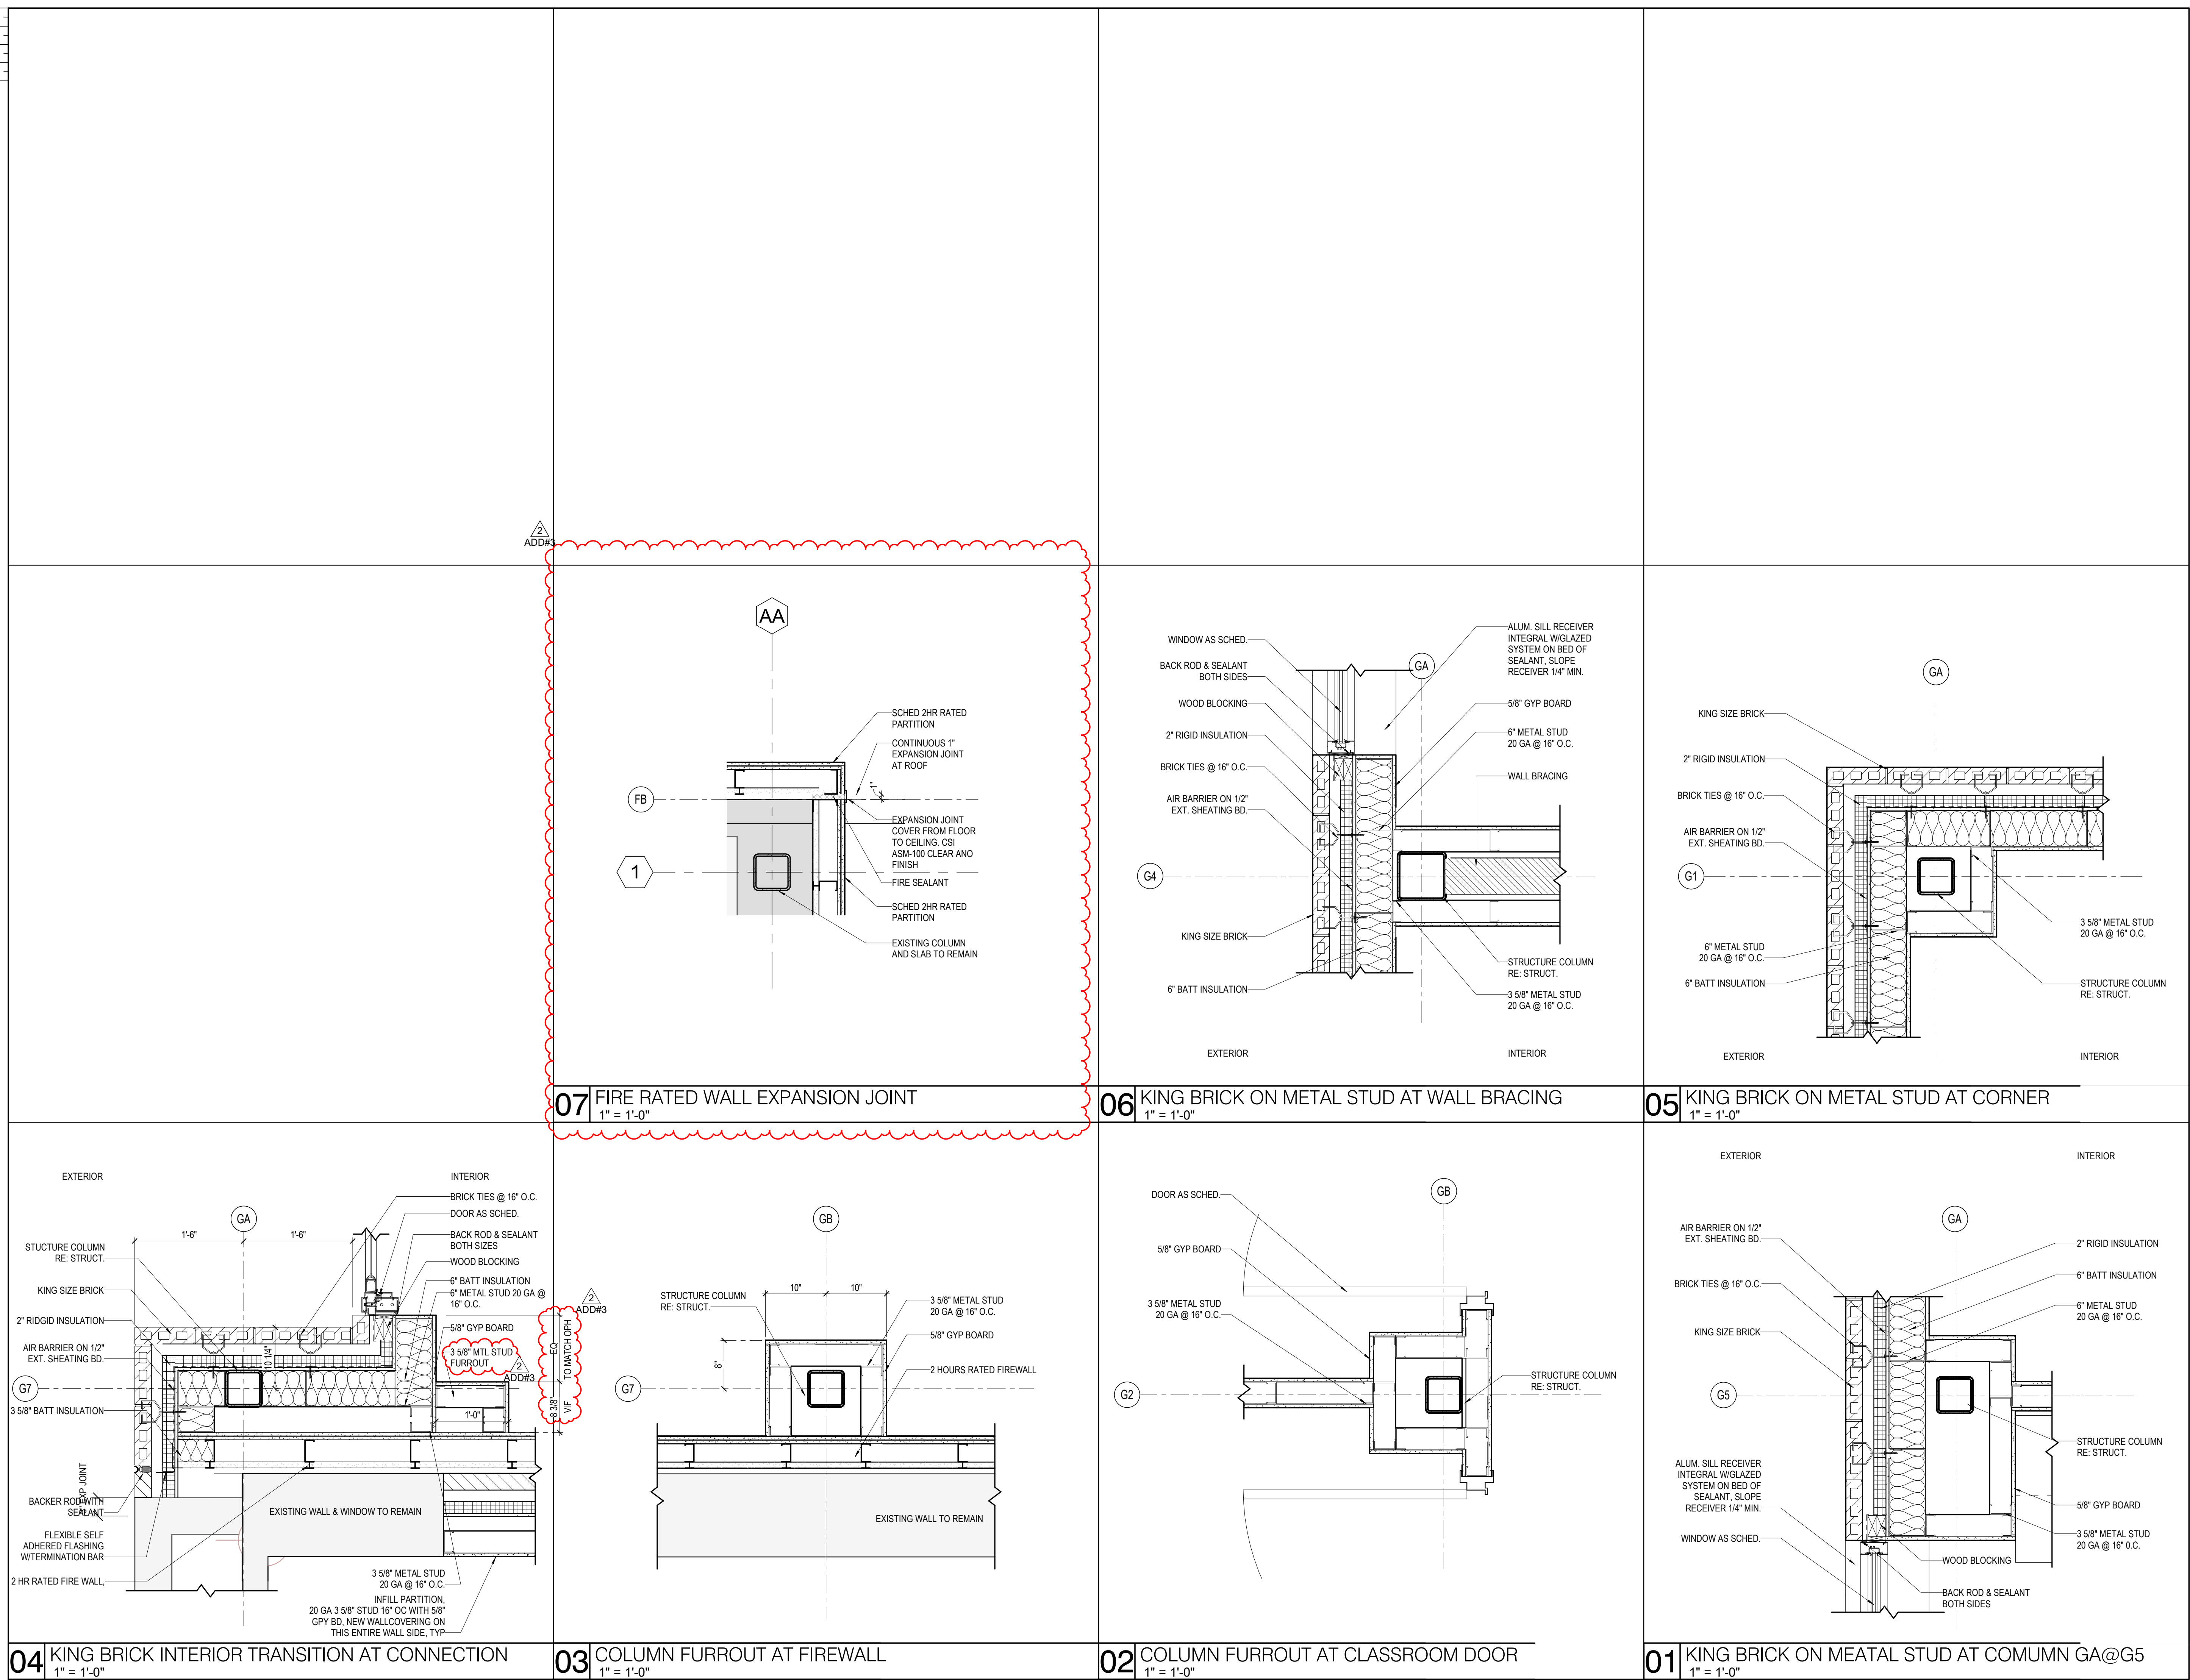 2
ADD#3
AA
SCHED 2HR RATED
PARTITION
CONTINUOUS 1"
EXPANSION JOINT
AT ROOF
1"
FB
EXPANSION JOINT
COVER FROM FLOOR
TO CEILING. CSI
ASM-100 CLEAR ANO
FINISH
1
FIRE SEALANT
SCHED 2HR RATED
PARTITION
EXISTING COLUMN
AND SLAB TO REMAIN
07 FIRE RATED WALL EXPANSION JOINT
1" = 1'-0"
WINDOW AS SCHED.
BACK ROD & SEALANT
BOTH SIDES
WOOD BLOCKING
2" RIGID INSULATION
BRICK TIES @ 16" O.C.
AIR BARRIER ON 1/2"
EXT. SHEATING BD.
G4
KING SIZE BRICK
6" BATT INSULATION
EXTERIOR
GA
ALUM. SILL RECEIVER
INTEGRAL W/GLAZED
SYSTEM ON BED OF
SEALANT, SLOPE
RECEIVER 1/4" MIN.
5/8" GYP BOARD
6" METAL STUD
20 GA @ 16" O.C.
WALL BRACING
STRUCTURE COLUMN
RE: STRUCT.
3 5/8" METAL STUD
20 GA @ 16" O.C.
INTERIOR
06 KING BRICK ON METAL STUD AT WALL BRACING
1" = 1'-0"
GA
KING SIZE BRICK
2" RIGID INSULATION
BRICK TIES @ 16" O.C.
AIR BARRIER ON 1/2"
EXT. SHEATING BD.
G1
6" METAL STUD
20 GA @ 16" O.C.
6" BATT INSULATION
EXTERIOR
3 5/8" METAL STUD
20 GA @ 16" O.C.
STRUCTURE COLUMN
RE: STRUCT.
INTERIOR
05 KING BRICK ON METAL STUD AT CORNER
1" = 1'-0"
EXTERIOR
INTERIOR
GA
1'-6"
1'-6"
STUCTURE COLUMN
RE: STRUCT.
KING SIZE BRICK
2" RIDGID INSULATION
AIR BARRIER ON 1/2"
EXT. SHEATING BD.
G7
3 5/8" BATT INSULATION
1" EXP JOINT
BACKER ROD WITH
SEALANT
FLEXIBLE SELF
ADHERED FLASHING
W/TERMINATION BAR
2 HR RATED FIRE WALL,
BRICK TIES @ 16" O.C.
DOOR AS SCHED.
BACK ROD & SEALANT
BOTH SIZES
WOOD BLOCKING
6" BATT INSULATION
6" METAL STUD 20 GA @
16" O.C.
5/8" GYP BOARD
3 5/8" MTL STUD
FURROUT
2
ADD#3
10 1/4"
1'-0"
EQ
TO MATCH OPH
8 3/8"
VIF
EXISTING WALL & WINDOW TO REMAIN
3 5/8" METAL STUD
20 GA @ 16" O.C.
INFILL PARTITION,
20 GA 3 5/8" STUD 16" OC WITH 5/8"
GPY BD, NEW WALLCOVERING ON
THIS ENTIRE WALL SIDE, TYP
04 KING BRICK INTERIOR TRANSITION AT CONNECTION
1" = 1'-0"
2
ADD#3
GB
10"
10"
STRUCTURE COLUMN
RE: STRUCT.
8"
G7
3 5/8" METAL STUD
20 GA @ 16" O.C.
5/8" GYP BOARD
2 HOURS RATED FIREWALL
EXISTING WALL TO REMAIN
03 COLUMN FURROUT AT FIREWALL
1" = 1'-0"
GB
DOOR AS SCHED.
5/8" GYP BOARD
3 5/8" METAL STUD
20 GA @ 16" O.C.
G2
STRUCTURE COLUMN
RE: STRUCT.
02 COLUMN FURROUT AT CLASSROOM DOOR
1" = 1'-0"
EXTERIOR
INTERIOR
GA
AIR BARRIER ON 1/2"
EXT. SHEATING BD.
BRICK TIES @ 16" O.C.
KING SIZE BRICK
G5
ALUM. SILL RECEIVER
INTEGRAL W/GLAZED
SYSTEM ON BED OF
SEALANT, SLOPE
RECEIVER 1/4" MIN.
WINDOW AS SCHED.
2" RIGID INSULATION
6" BATT INSULATION
6" METAL STUD
20 GA @ 16" O.C.
STRUCTURE COLUMN
RE: STRUCT.
5/8" GYP BOARD
3 5/8" METAL STUD
20 GA @ 16" 0.C.
WOOD BLOCKING
BACK ROD & SEALANT
BOTH SIDES
01 KING BRICK ON MEATAL STUD AT COMUMN GA@G5
1" = 1'-0"